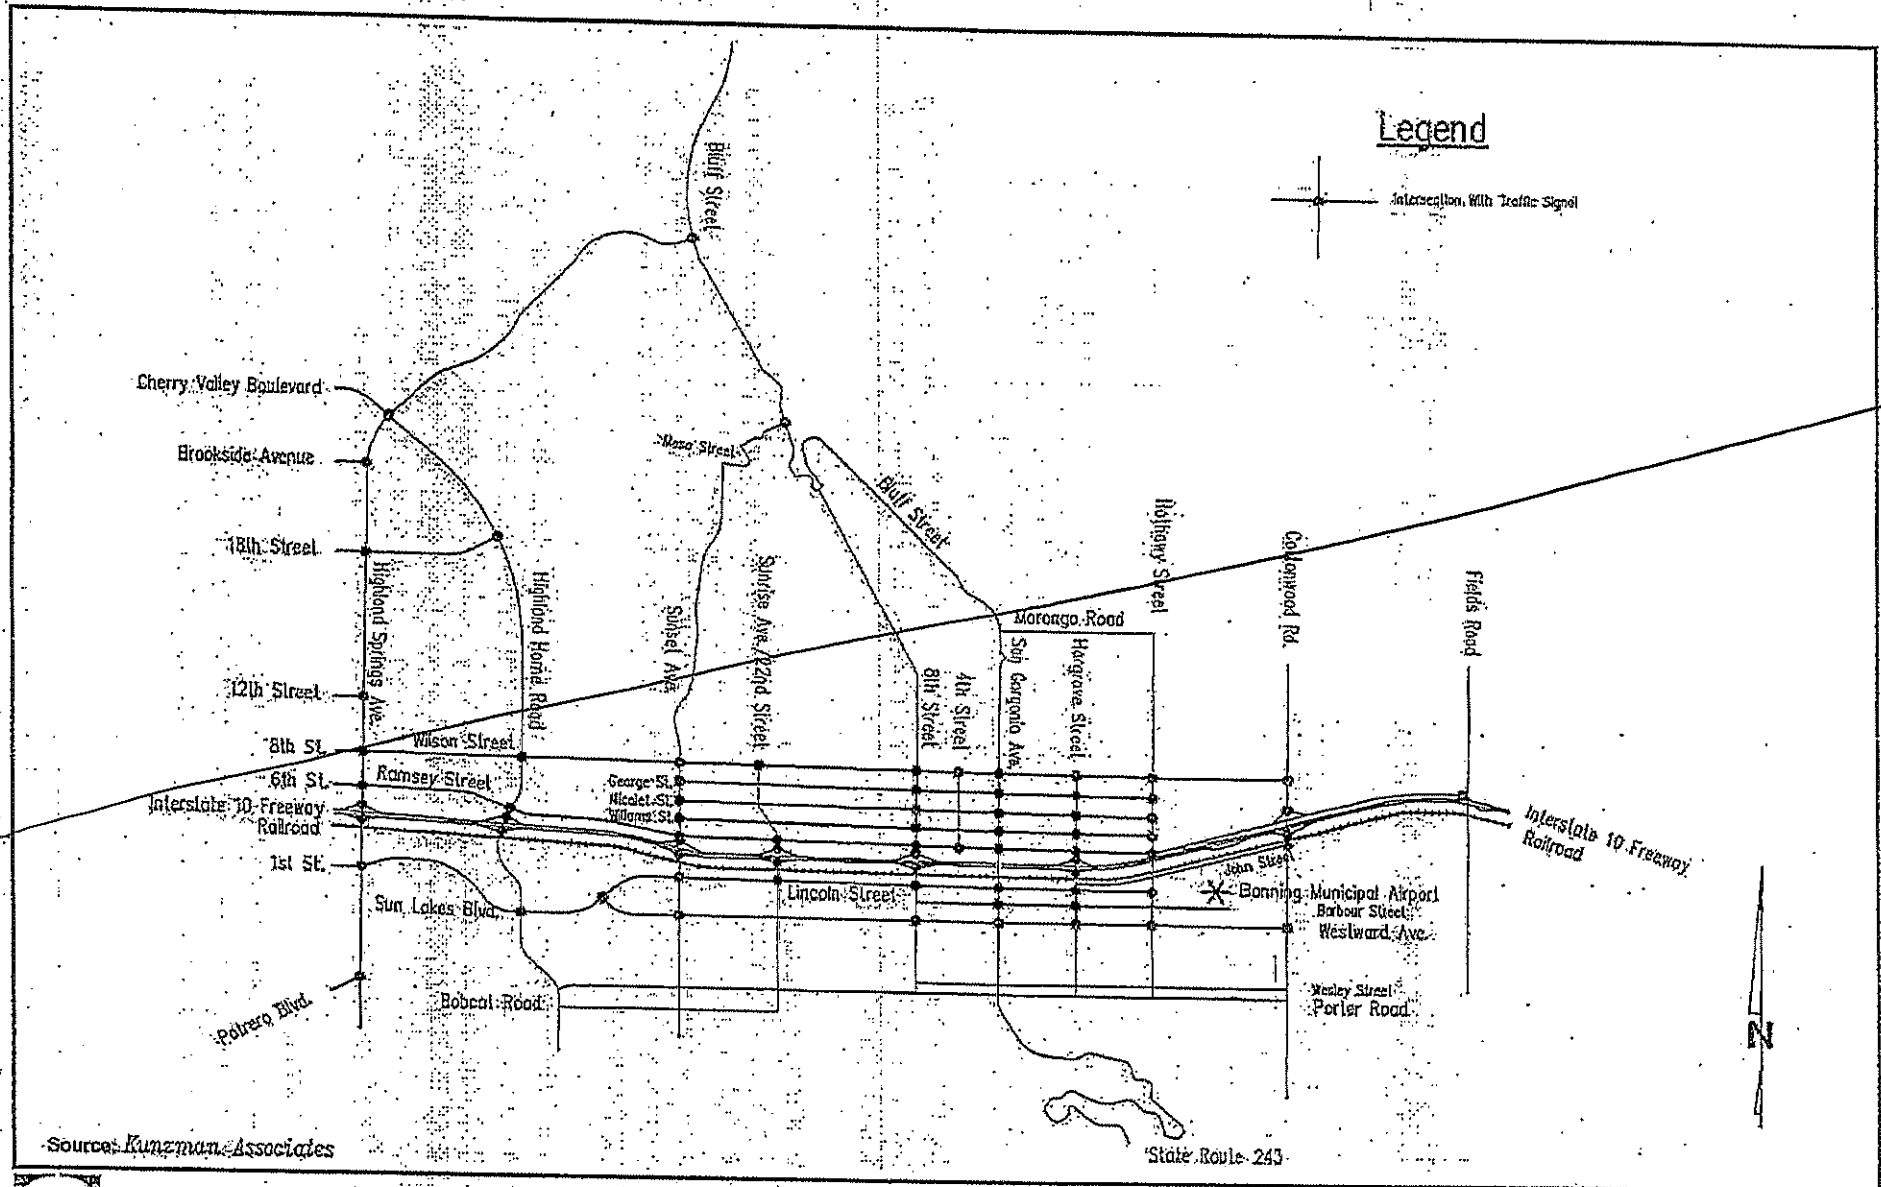 Legend
Intersection With Traffic Signal
Bluff Street
Cherry Valley Boulevard
Brookside Avenue
Mesa Street
Bluff Street
18th Street
Highland Springs Ave.
Highland Home Road
Sunset Ave.
Sunrise Ave./22nd Street
8th Street
4th Street
San Gorgonio Ave.
Hargrave Street
Hathaway Street
Cottonwood Rd.
Fields Road
Morongo Road
12th Street
8th St.
Wilson Street
6th St.
Ramsey Street
George St.
Nicolet St.
Williams St.
Interstate 10 Freeway
Railroad
Interstate 10 Freeway
Railroad
1st St.
Sun Lakes Blvd.
Lincoln Street
John Street
Banning Municipal Airport
Barbour Street
Westward Ave.
Potrero Blvd.
Bobcat Road
Wesley Street
Porter Road
N
Source: Kunzman Associates
State Route 243